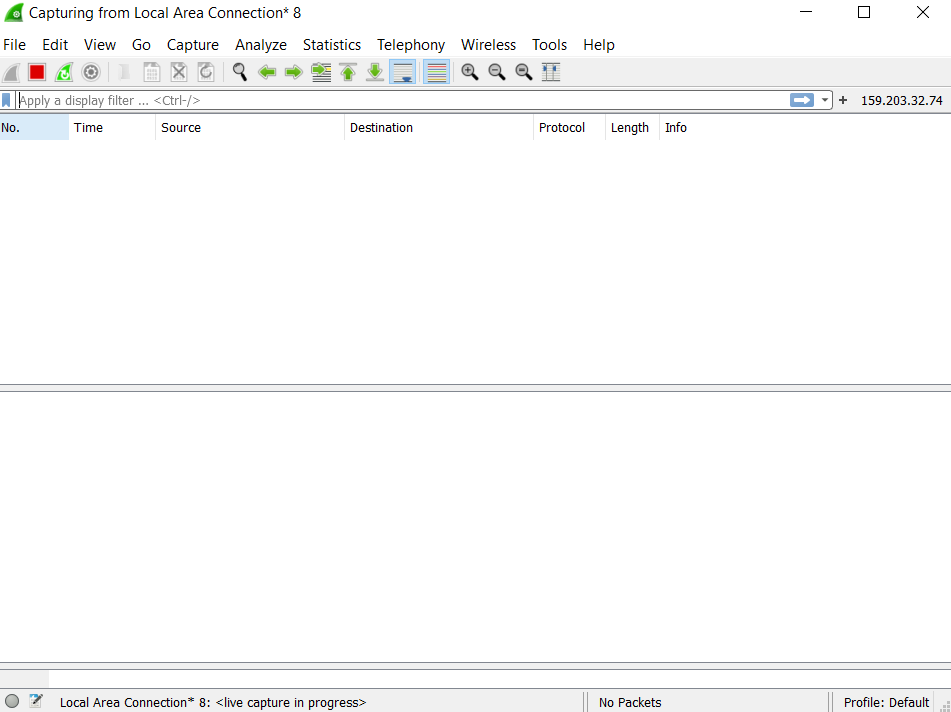 Capturing from Local Area Connection* 8
File Edit View Go Capture Analyze Statistics Telephony Wireless Tools Help
Apply a display filter ... <Ctrl-/> + 159.203.32.74
No. Time Source Destination Protocol Length Info
Local Area Connection* 8: <live capture in progress> No Packets Profile: Default